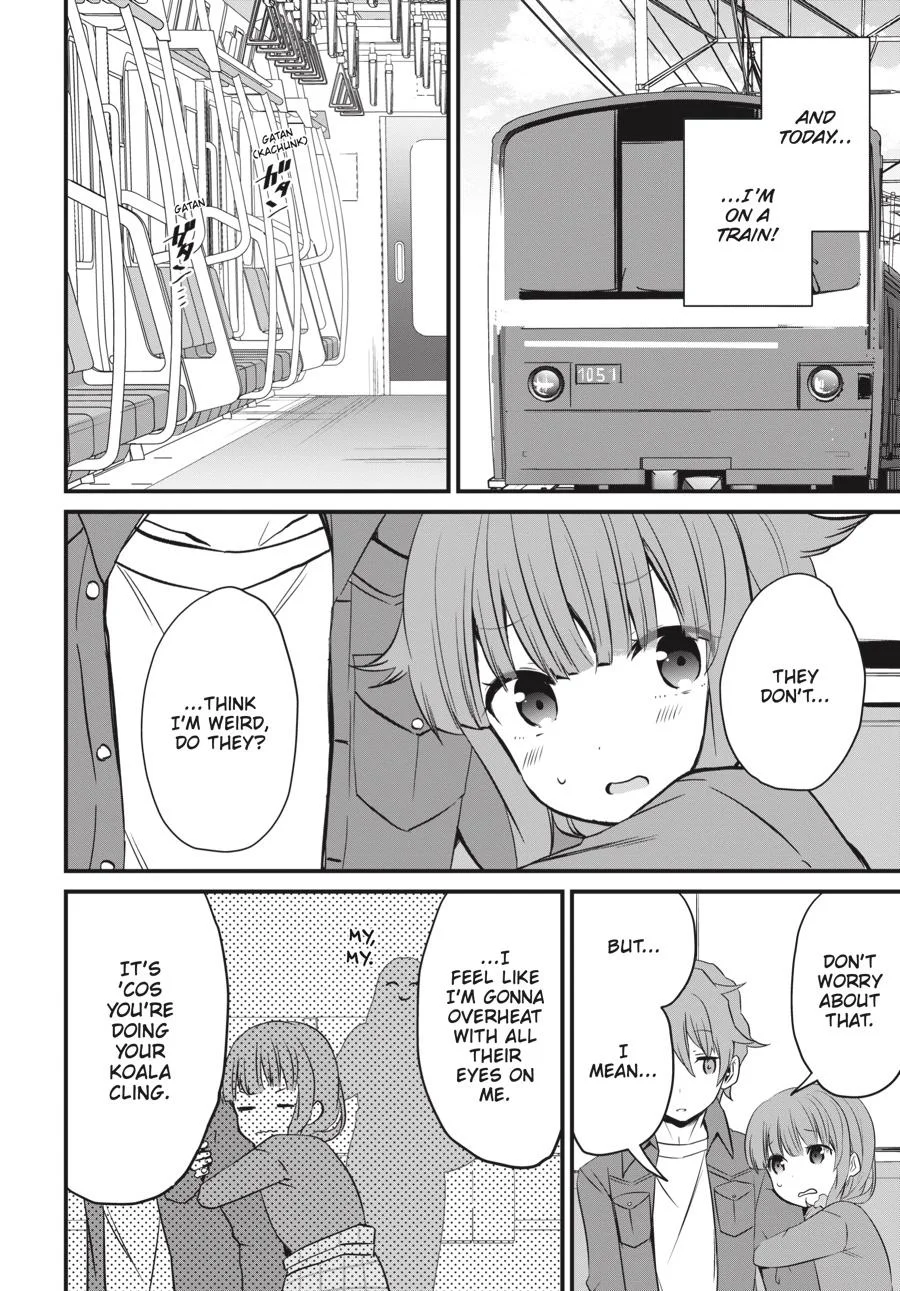 AND
TODAY...
...I'M
ON A
TRAIN!
1051
GATAN
(KACHUNK)
ガタン
GATAN
ガタン
THEY
DON'T...
...THINK
I'M WEIRD,
DO THEY?
DON'T
WORRY
ABOUT
THAT.
BUT...
I
MEAN...
...I
FEEL LIKE
I'M GONNA
OVERHEAT
WITH ALL
THEIR
EYES ON
ME.
MY,
MY.
IT'S
'COS
YOU'RE
DOING
YOUR
KOALA
CLING.